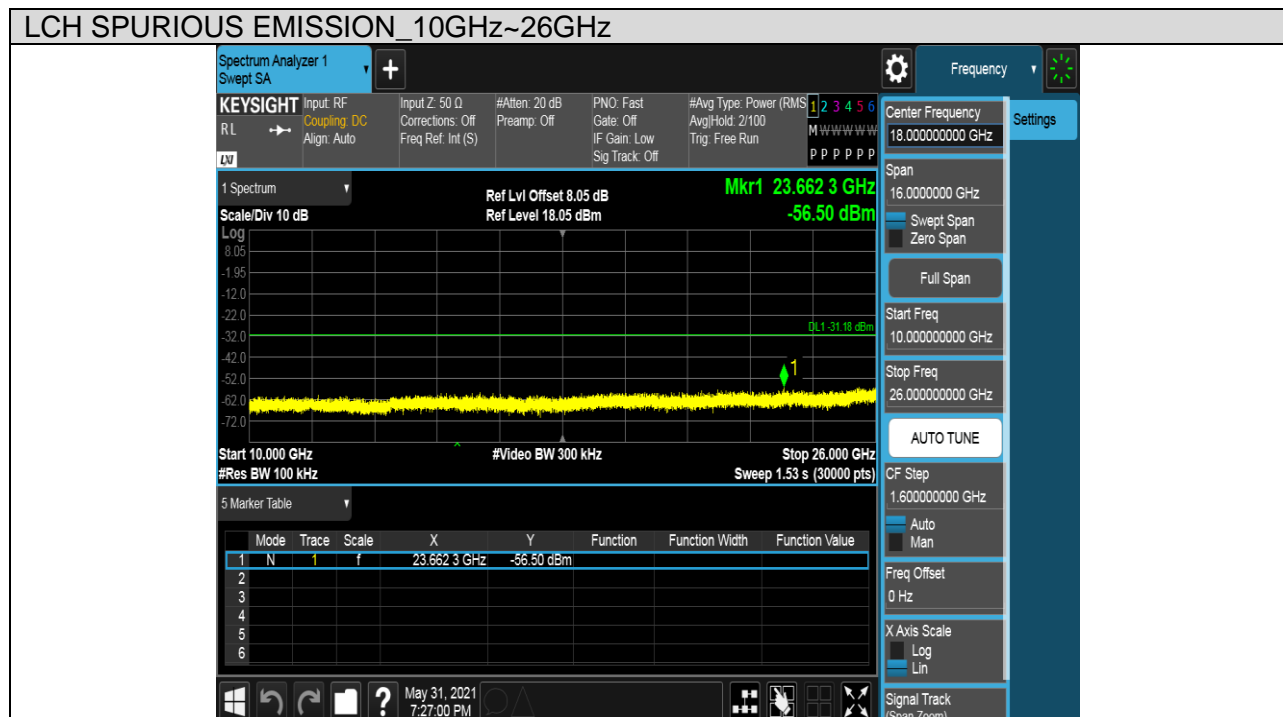 LCH SPURIOUS EMISSION_10GHz~26GHz
Spectrum Analyzer 1
Swept SA
+
Frequency
KEYSIGHT
RL
LXI
Input: RF
Coupling: DC
Align: Auto
Input Z: 50 Ω
Corrections: Off
Freq Ref: Int (S)
#Atten: 20 dB
Preamp: Off
PNO: Fast
Gate: Off
IF Gain: Low
Sig Track: Off
#Avg Type: Power (RMS
Avg|Hold: 2/100
Trig: Free Run
1 2 3 4 5 6
M W W W W W
P P P P P P
Center Frequency
18.000000000 GHz
Settings
Span
16.0000000 GHz
Swept Span
Zero Span
Full Span
Start Freq
10.000000000 GHz
Stop Freq
26.000000000 GHz
AUTO TUNE
CF Step
1.600000000 GHz
Auto
Man
Freq Offset
0 Hz
X Axis Scale
Log
Lin
Signal Track
(Span Zoom)
1 Spectrum
Scale/Div 10 dB
Ref Lvl Offset 8.05 dB
Ref Level 18.05 dBm
Mkr1 23.662 3 GHz
-56.50 dBm
Log
8.05
-1.95
-12.0
-22.0
-32.0
-42.0
-52.0
-62.0
-72.0
DL1 -31.18 dBm
1
Start 10.000 GHz
#Res BW 100 kHz
#Video BW 300 kHz
Stop 26.000 GHz
Sweep 1.53 s (30000 pts)
5 Marker Table
Mode Trace Scale X Y Function Function Width Function Value
1 N 1 f 23.662 3 GHz -56.50 dBm
2
3
4
5
6
?
May 31, 2021
7:27:00 PM